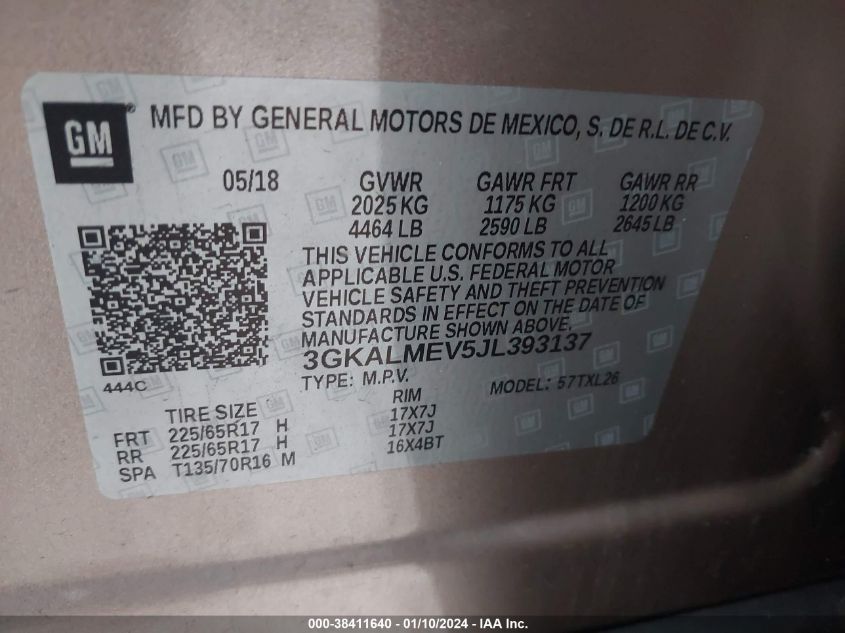 GM
MFD BY GENERAL MOTORS DE MEXICO, S. DE R.L. DE C.V.
05/18 GVWR GAWR FRT GAWR RR
2025 KG 1175 KG 1200 KG
4464 LB 2590 LB 2645 LB
THIS VEHICLE CONFORMS TO ALL
APPLICABLE U.S. FEDERAL MOTOR
VEHICLE SAFETY AND THEFT PREVENTION
STANDARDS IN EFFECT ON THE DATE OF
MANUFACTURE SHOWN ABOVE.
3GKALMEV5JL393137
444C
TYPE: M.P.V. MODEL: 57TXL26
TIRE SIZE RIM
FRT 225/65R17 H 17X7J
RR 225/65R17 H 17X7J
SPA T135/70R16 M 16X4BT
000-38411640 - 01/10/2024 - IAA Inc.